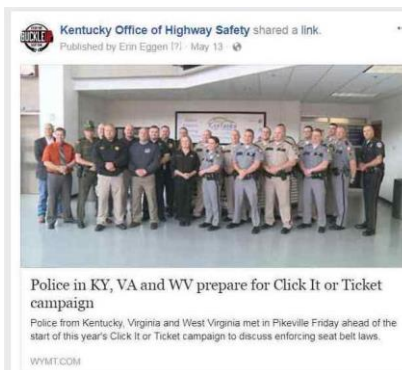 BUCKLE
Kentucky Office of Highway Safety shared a link.
Published by Erin Eggen [?] · May 13 ·
Police in KY, VA and WV prepare for Click It or Ticket
campaign
Police from Kentucky, Virginia and West Virginia met in Pikeville Friday ahead of the
start of this year's Click It or Ticket campaign to discuss enforcing seat belt laws.
WYMT.COM